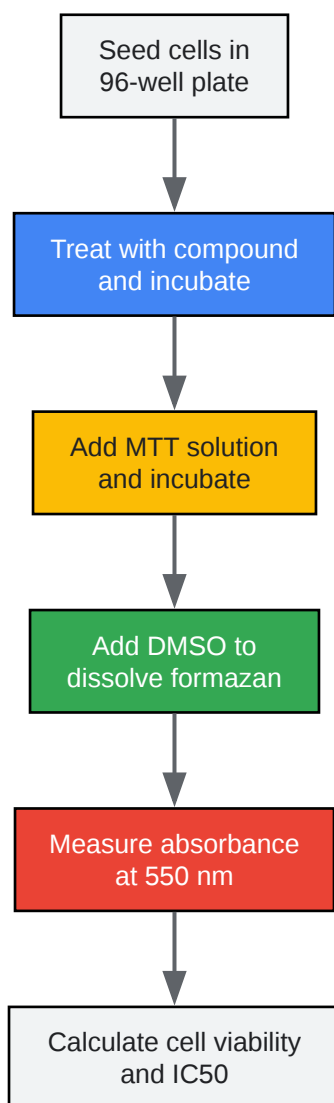 Seed cells in
96-well plate
Treat with compound
and incubate
Add MTT solution
and incubate
Add DMSO to
dissolve formazan
Measure absorbance
at 550 nm
Calculate cell viability
and IC50